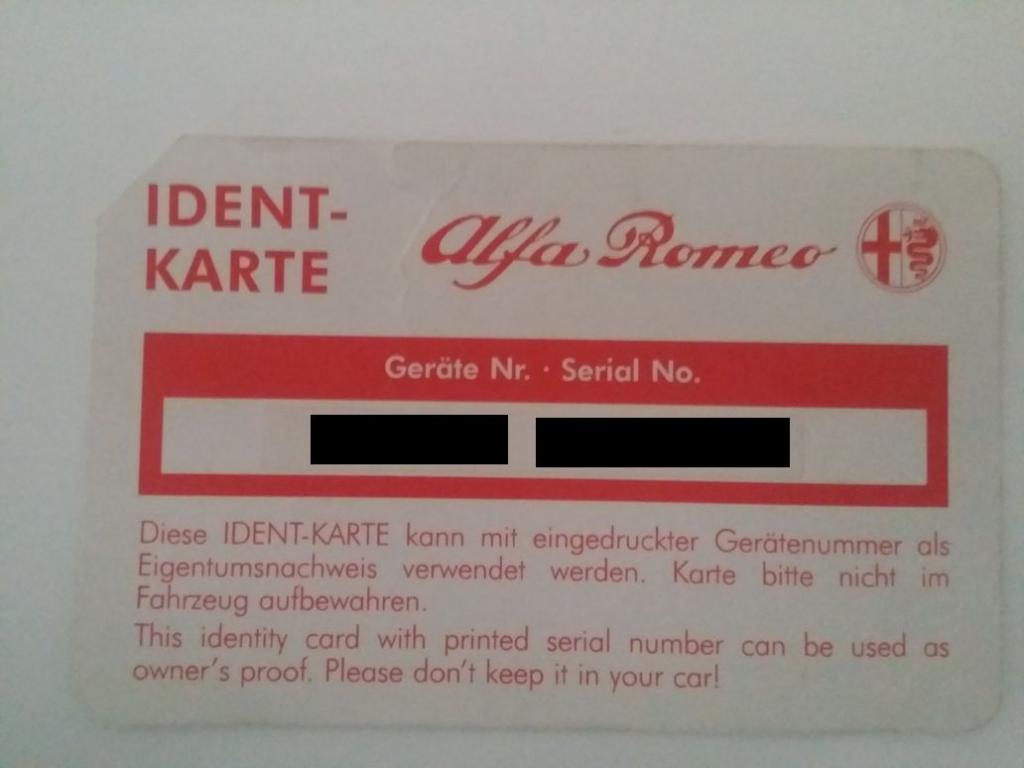 IDENT-
KARTE
Alfa Romeo
Geräte Nr. · Serial No.
Diese IDENT-KARTE kann mit eingedruckter Gerätenummer als
Eigentumsnachweis verwendet werden. Karte bitte nicht im
Fahrzeug aufbewahren.
This identity card with printed serial number can be used as
owner's proof. Please don't keep it in your car!